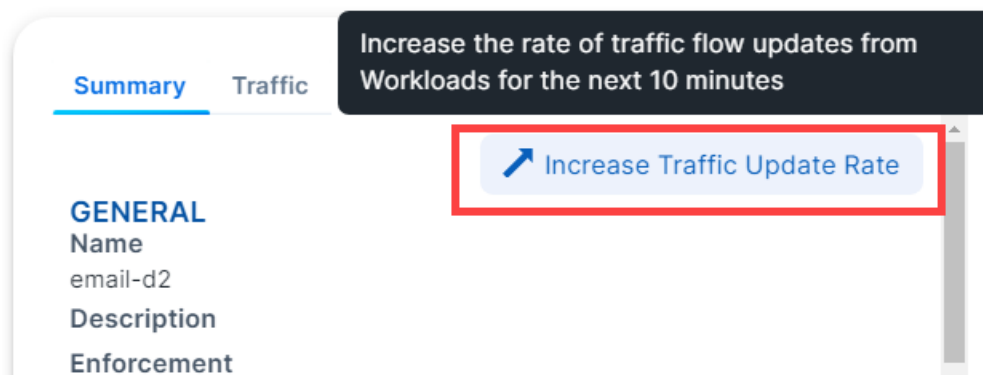 Increase the rate of traffic flow updates from
Workloads for the next 10 minutes
Summary Traffic
Increase Traffic Update Rate
GENERAL
Name
email-d2
Description
Enforcement